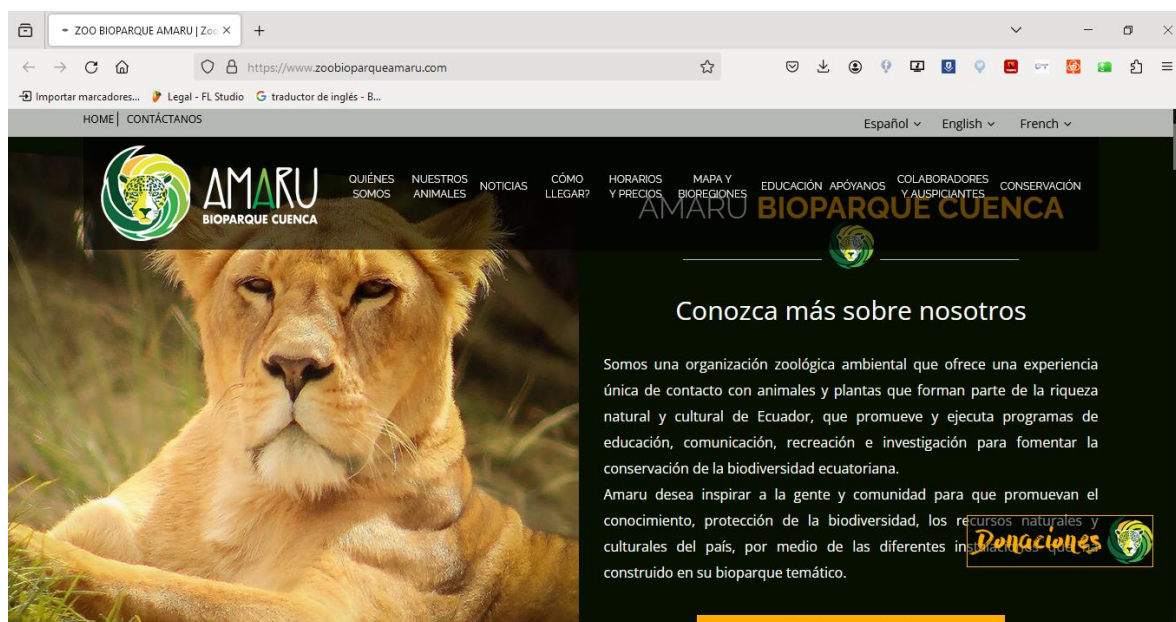 ZOO BIOPARQUE AMARU | Zoo
https://www.zoobioparqueamaru.com
Importar marcadores... Legal - FL Studio traductor de inglés - B...
HOME| CONTÁCTANOS
Español English French
AMARU
BIOPARQUE CUENCA
QUIÉNES SOMOS
NUESTROS ANIMALES
NOTICIAS
CÓMO LLEGAR?
HORARIOS Y PRECIOS
MAPA Y BIOREGIONES
EDUCACIÓN
APÓYANOS
COLABORADORES Y AUSPICIANTES
CONSERVACIÓN
AMARU BIOPARQUE CUENCA
Conozca más sobre nosotros
Somos una organización zoológica ambiental que ofrece una experiencia
única de contacto con animales y plantas que forman parte de la riqueza
natural y cultural de Ecuador, que promueve y ejecuta programas de
educación, comunicación, recreación e investigación para fomentar la
conservación de la biodiversidad ecuatoriana.
Amaru desea inspirar a la gente y comunidad para que promuevan el
conocimiento, protección de la biodiversidad, los recursos naturales y
culturales del país, por medio de las diferentes
construido en su bioparque temático.
Donaciones